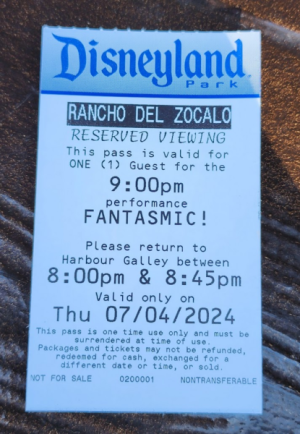 Disneyland
Park
RANCHO DEL ZOCALO
RESERVED VIEWING
This pass is valid for
ONE (1) Guest for the
9:00pm
performance
FANTASMIC!
Please return to
Harbour Galley between
8:00pm & 8:45pm
Valid only on
Thu 07/04/2024
This pass is one time use only and must be
surrendered at time of use.
Packages and tickets may not be refunded,
redeemed for cash, exchanged for a
different date or time, or sold.
NOT FOR SALE 0200001 NONTRANSFERABLE